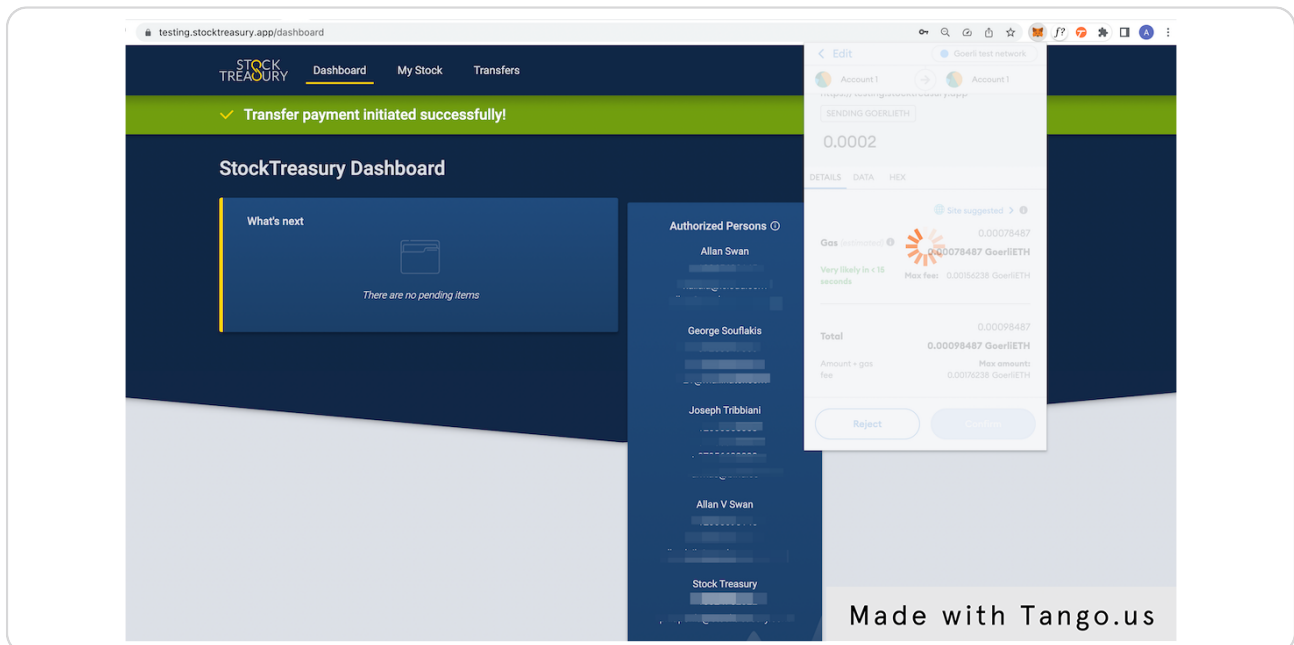 testing.stocktreasury.app/dashboard
f?
A
STOCK
TREASURY
Dashboard
My Stock
Transfers
Transfer payment initiated successfully!
StockTreasury Dashboard
What's next
There are no pending items
Authorized Persons
Allan Swan
George Souflakis
Joseph Tribbiani
Allan V Swan
Stock Treasury
Edit
Goerli test network
Account 1
Account 1
SENDING GOERLIETH
0.0002
DETAILS DATA HEX
Site suggested >
0.00078487
Gas (estimated)
0.00078487 GoerliETH
Very likely in < 15
seconds
Max fee: 0.00156238 GoerliETH
0.00098487
Total
0.00098487 GoerliETH
Amount + gas
fee
Max amount:
0.00176238 GoerliETH
Reject
Confirm
Made with Tango.us